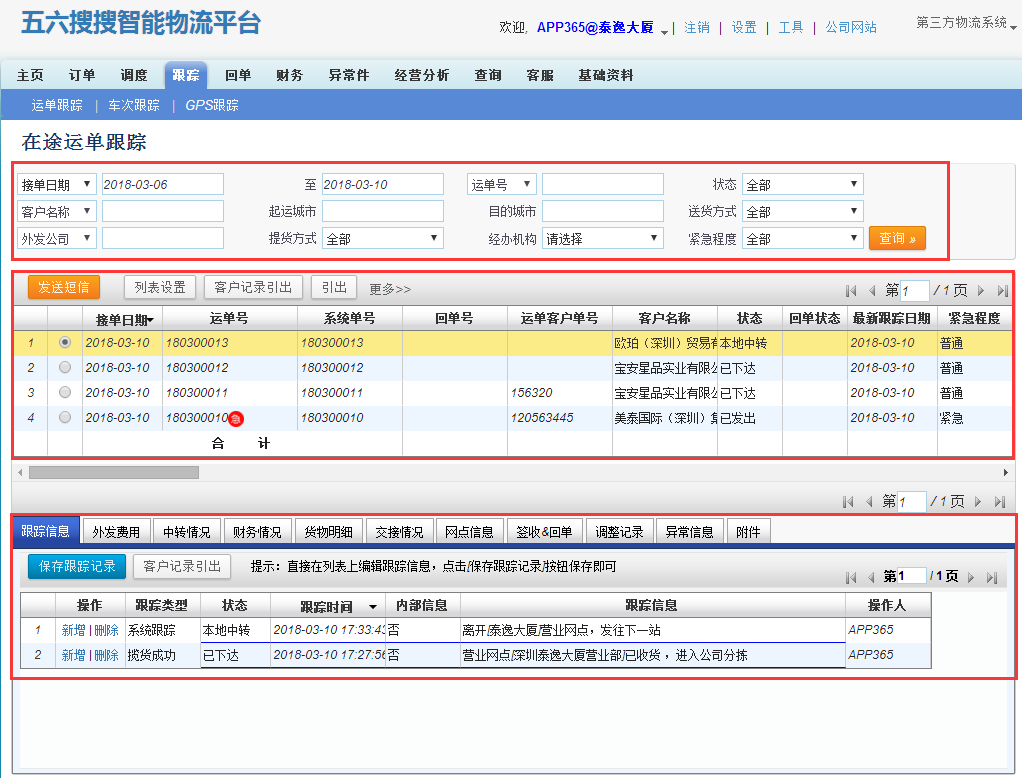 五六搜搜智能物流平台
欢迎, APP365@泰逸大厦 | 注销 | 设置 | 工具 | 公司网站 第三方物流系统
主页 订单 调度 跟踪 回单 财务 异常件 经营分析 查询 客服 基础资料
运单跟踪 | 车次跟踪 | GPS跟踪
在途运单跟踪
接单日期 2018-03-06 至 2018-03-10 运单号 状态 全部
客户名称 起运城市 目的城市 送货方式 全部
外发公司 提货方式 全部 经办机构 请选择 紧急程度 全部 查询 »
发送短信 列表设置 客户记录引出 引出 更多>> 第1 / 1 页
接单日期 运单号 系统单号 回单号 运单客户单号 客户名称 状态 回单状态 最新跟踪日期 紧急程度
1 2018-03-10 180300013 180300013 欧珀（深圳）贸易有 本地中转 2018-03-10 普通
2 2018-03-10 180300012 180300012 宝安星品实业有限公 已下达 2018-03-10 普通
3 2018-03-10 180300011 180300011 156320 宝安星品实业有限公 已下达 2018-03-10 普通
4 2018-03-10 180300010 急 180300010 120563445 美泰国际（深圳）集 已发出 2018-03-10 紧急
合 计
第1 / 1 页
跟踪信息 外发费用 中转情况 财务情况 货物明细 交接情况 网点信息 签收&回单 调整记录 异常信息 附件
保存跟踪记录 客户记录引出 提示：直接在列表上编辑跟踪信息，点击/保存跟踪记录/按钮保存即可 第1 / 1 页
操作 跟踪类型 状态 跟踪时间 内部信息 跟踪信息 操作人
1 新增|删除 系统跟踪 本地中转 2018-03-10 17:33:43 否 离开/泰逸大厦/营业网点，发往下一站 APP365
2 新增|删除 揽货成功 已下达 2018-03-10 17:27:56 否 营业网点/深圳泰逸大厦营业部/已收货 ，进入公司分拣 APP365